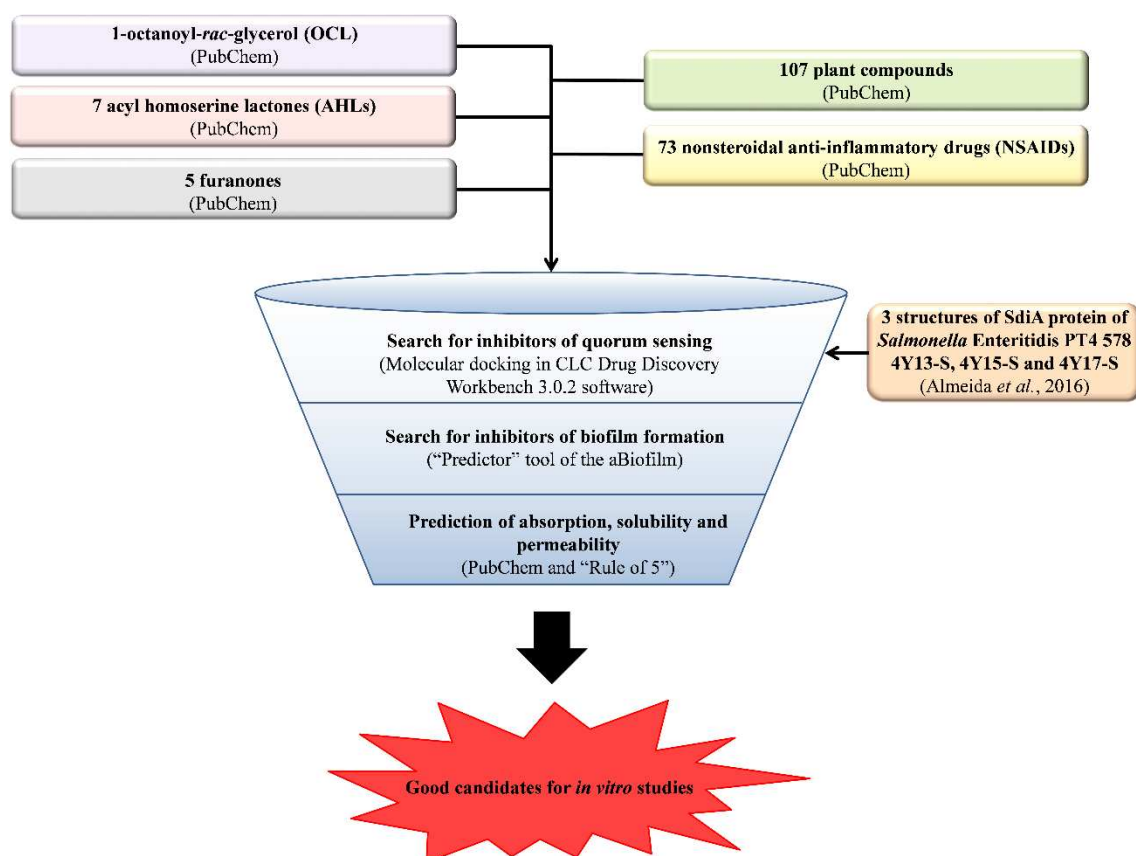 1-octanoyl-rac-glycerol (OCL)
(PubChem)
7 acyl homoserine lactones (AHLs)
(PubChem)
5 furanones
(PubChem)
107 plant compounds
(PubChem)
73 nonsteroidal anti-inflammatory drugs (NSAIDs)
(PubChem)
3 structures of SdiA protein of
Salmonella Enteritidis PT4 578
4Y13-S, 4Y15-S and 4Y17-S
(Almeida et al., 2016)
Search for inhibitors of quorum sensing
(Molecular docking in CLC Drug Discovery
Workbench 3.0.2 software)
Search for inhibitors of biofilm formation
(“Predictor” tool of the aBiofilm)
Prediction of absorption, solubility and
permeability
(PubChem and “Rule of 5”)
Good candidates for in vitro studies